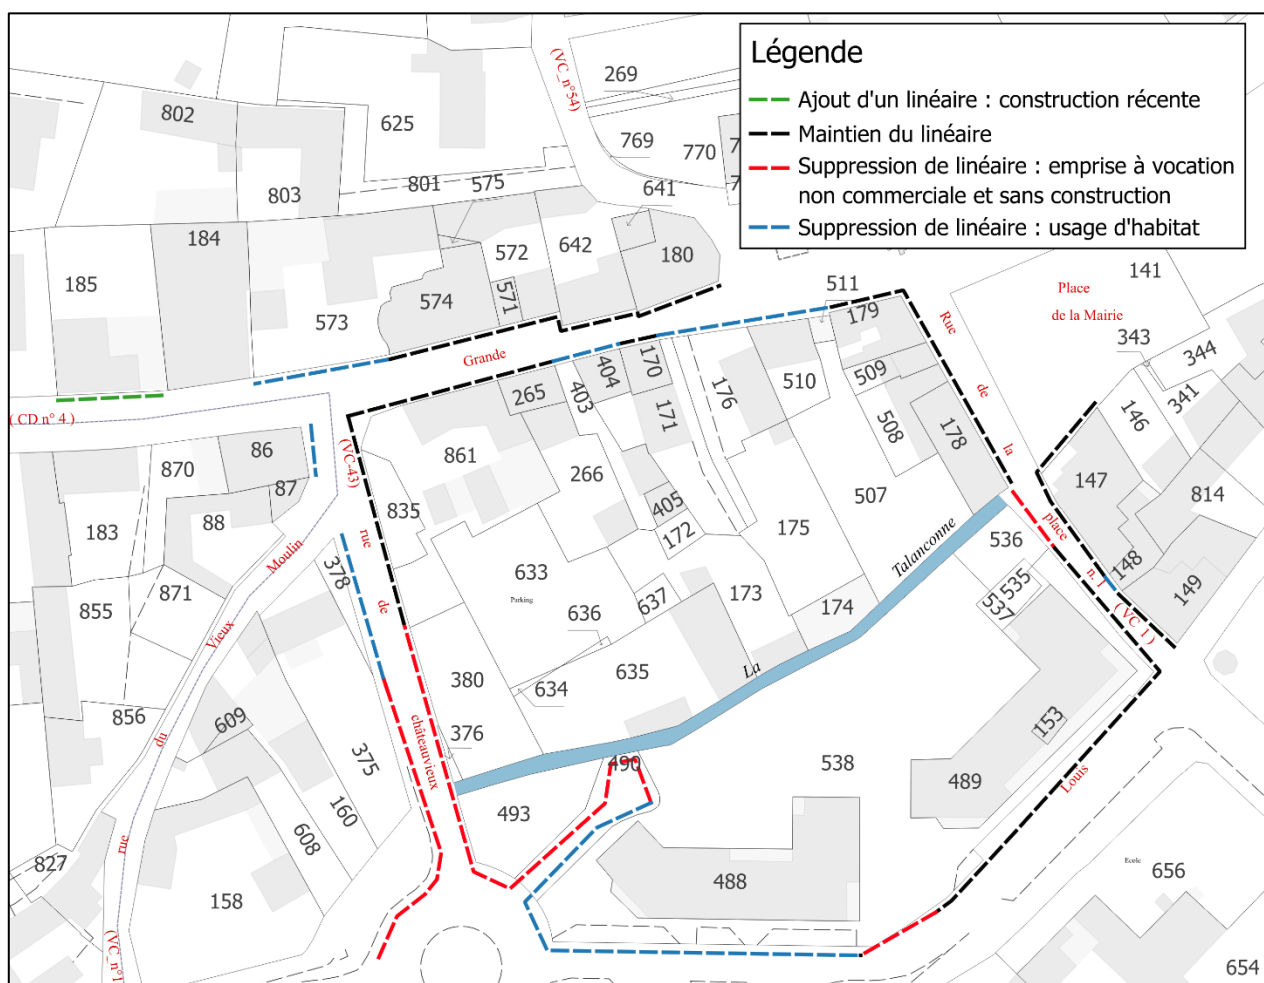 Légende
Ajout d'un linéaire : construction récente
Maintien du linéaire
Suppression de linéaire : emprise à vocation
non commerciale et sans construction
Suppression de linéaire : usage d'habitat
(VC_n°54)
269
802
625
769
770
803
801
575
641
184
572
642
180
141
185
574
571
511
Place
de la Mairie
573
179
343
Rue
344
Grande
170
404
510
509
176
de
341
265
403
146
( CD n° 4 )
171
508
178
86
(VC-43)
861
la
870
266
147
87
814
835
405
507
88
183
rue
172
175
place
Talanconne
536
Moulin
378
633
148
n. 1
Parking
535
871
de
149
855
636
637
173
174
537
( VC 1 )
Vieux
La
380
635
634
856
609
376
153
du
châteauvieux
375
490
538
489
Louis
493
160
608
rue
827
Ecole
656
488
158
(VC_n°1
654